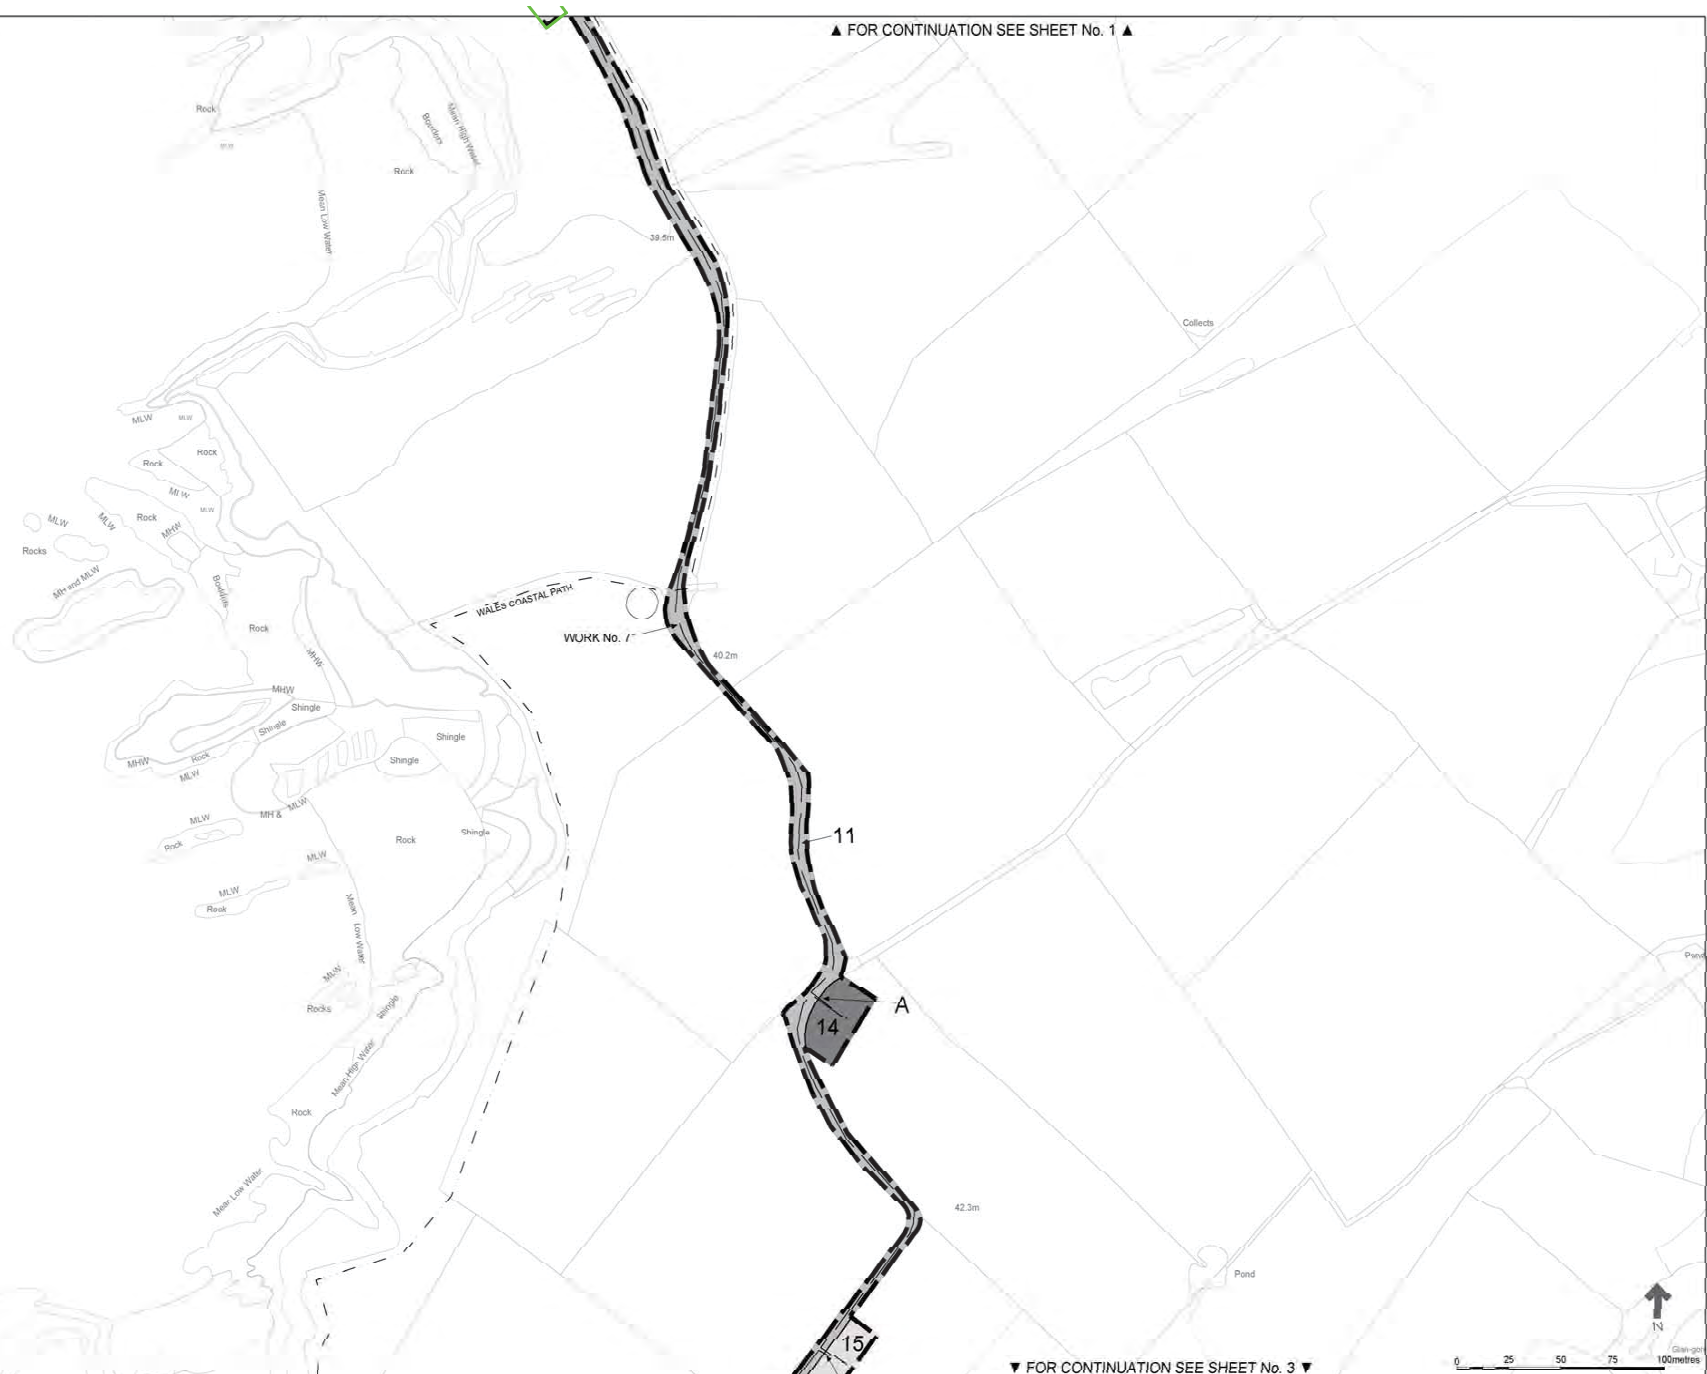 ▲ FOR CONTINUATION SEE SHEET No. 1 ▲
Rock
MLW
Boulders
Mean High Water
Rock
Mean Low Water
39.5m
Collects
MLW
MLW
Rock
Rock
MLW
MLW
MLW
MLW
Rock
MHW
Rocks
MH and MLW
Boulders
WALES COASTAL PATH
Rock
WORK No. 7
MHW
40.2m
MHW
Shingle
Shingle
Shingle
MHW
Rock
MLW
Shingle
MLW
MH &
MLW
Rock
Shingle
11
Rock
MLW
MLW
Rock
Mean Low Water
MLW
Pond
Rocks
Shingle
A
14
Mean High Water
Rock
Mean Low Water
42.3m
Pond
N
15
▼ FOR CONTINUATION SEE SHEET No. 3 ▼
0 25 50 75 100metres